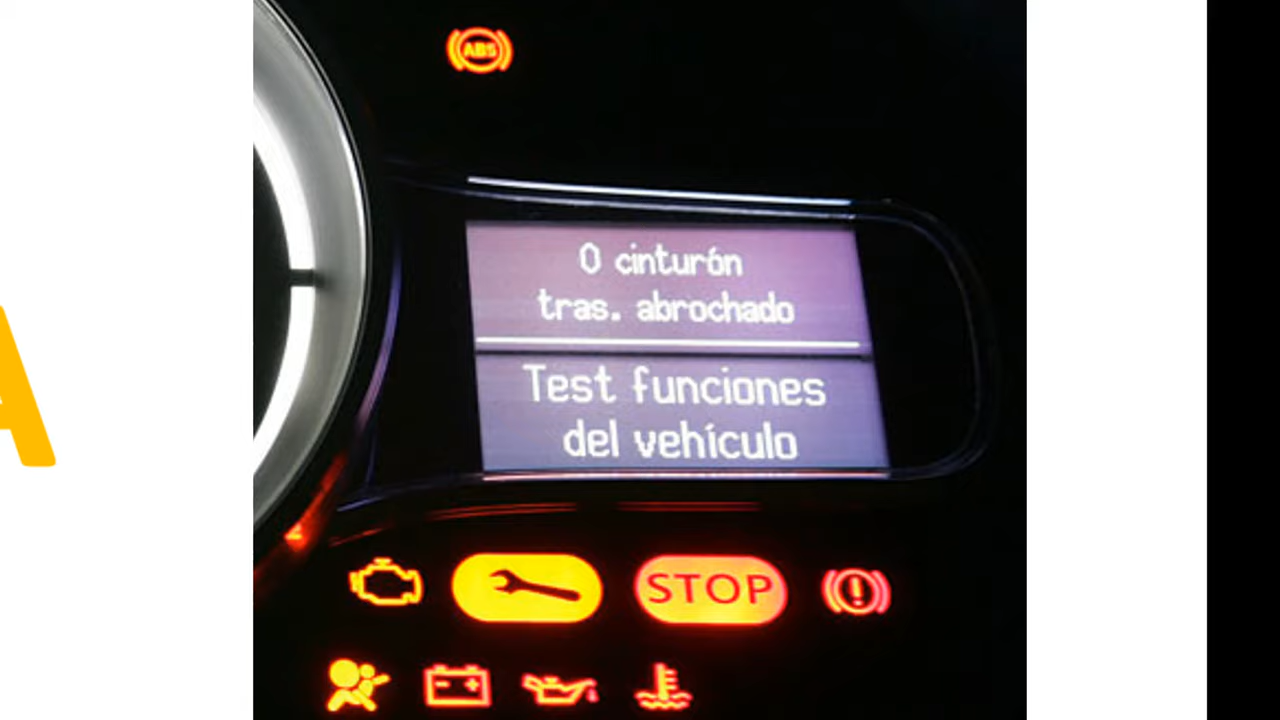 ABS
0 cinturón
tras. abrochado
Test funciones
del vehículo
STOP
A